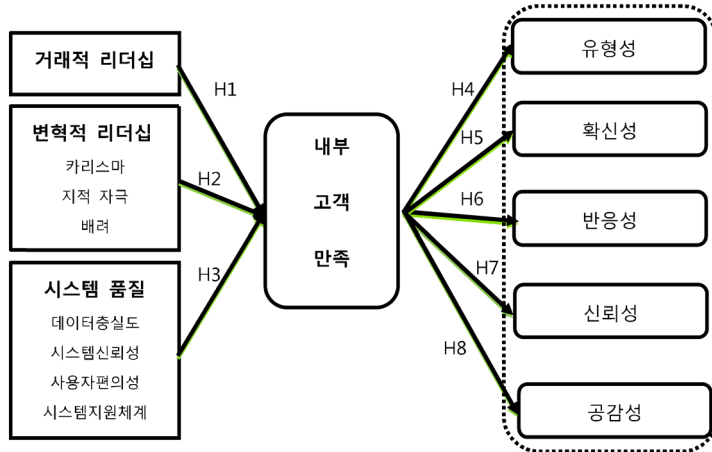 거래적 리더십
H1
변혁적 리더십
카리스마
지적 자극
배려
H2
시스템 품질
데이터충실도
시스템신뢰성
사용자편의성
시스템지원체계
H3
내부
고객
만족
H4
유형성
H5
확신성
H6
반응성
H7
신뢰성
H8
공감성